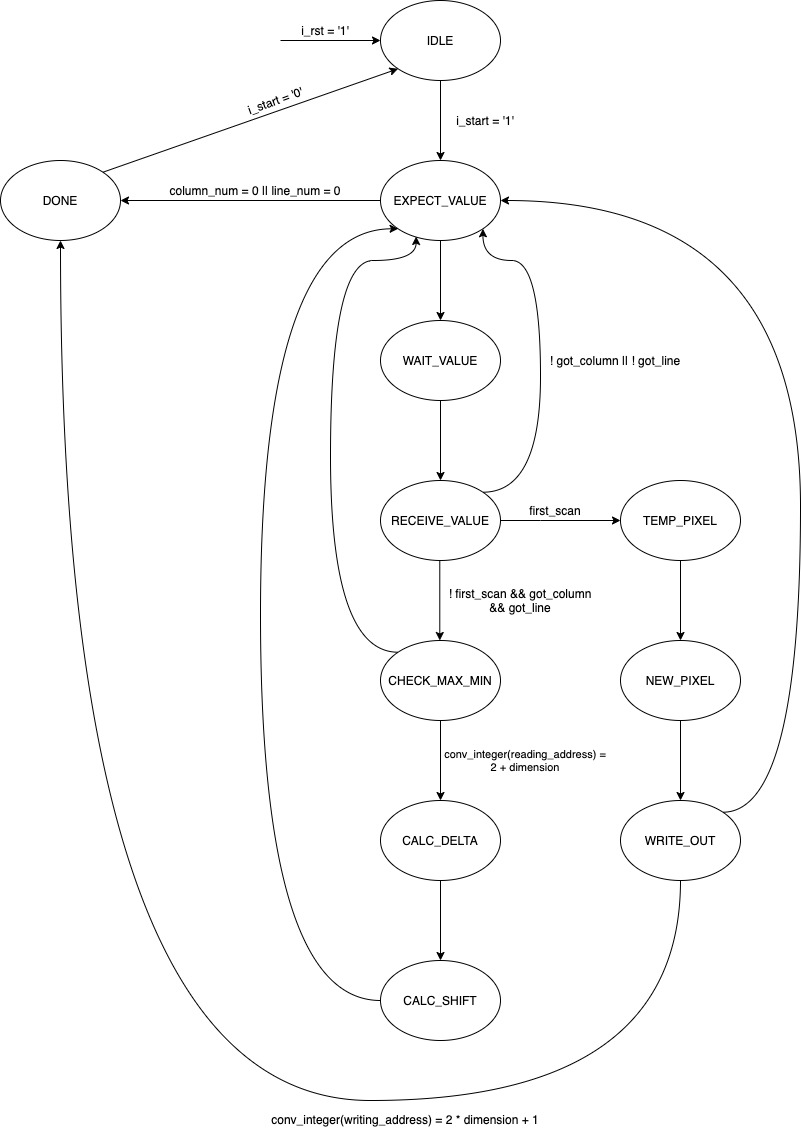 i_rst = '1'
IDLE
i_start = '0'
i_start = '1'
DONE
column_num = 0 || line_num = 0
EXPECT_VALUE
WAIT_VALUE
! got_column || ! got_line
RECEIVE_VALUE
first_scan
TEMP_PIXEL
! first_scan && got_column
&& got_line
CHECK_MAX_MIN
NEW_PIXEL
conv_integer(reading_address) =
2 + dimension
CALC_DELTA
WRITE_OUT
CALC_SHIFT
conv_integer(writing_address) = 2 * dimension + 1